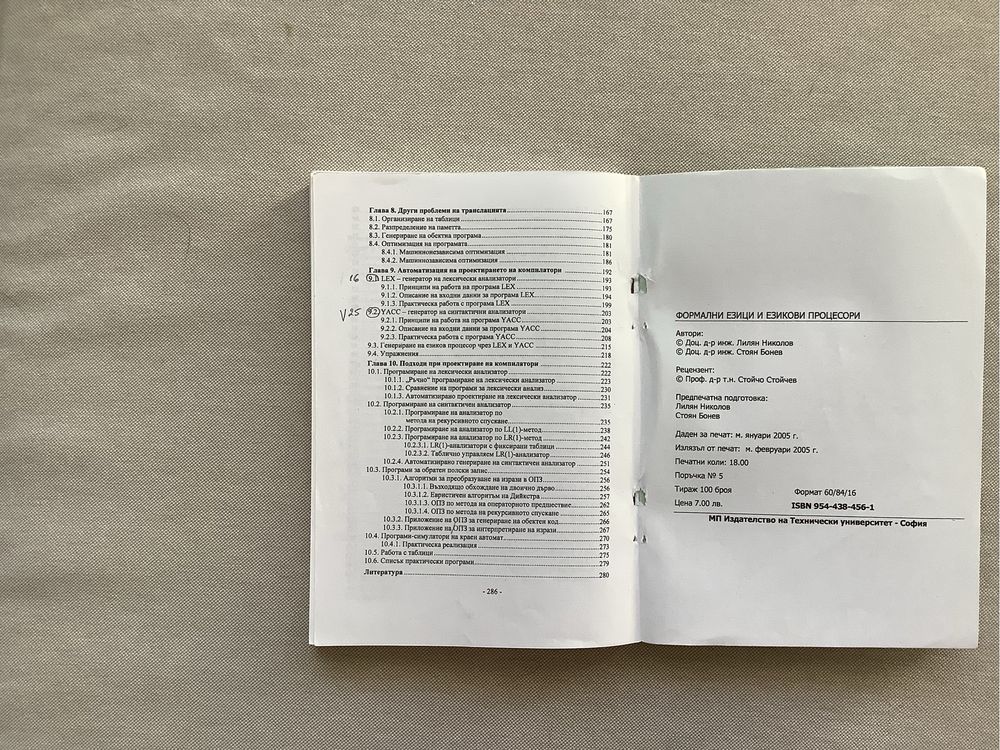 Глава 8. Други проблеми на транслацията 167
8.1. Организиране на таблици 167
8.2. Разпределение на паметта 175
8.3. Генериране на обектна програма 180
8.4. Оптимизация на програмата 181
8.4.1. Машиннонезависима оптимизация 181
8.4.2. Машиннозависима оптимизация 186
Глава 9. Автоматизация на проектирането на компилатори 192
16 9.1 LEX – генератор на лексически анализатори 193
9.1.1. Принципи на работа на програма LEX 193
9.1.2. Описание на входни данни за програма LEX 194
9.1.3. Практическа работа с програма LEX 199
V 25 9.2 YACC – генератор на синтактични анализатори 203
9.2.1. Принципи на работа на програма YACC 203
9.2.2. Описание на входни данни за програма YACC 204
9.2.3. Практическа работа с програма YACC 208
9.3. Генериране на езиков процесор чрез LEX и YACC 215
9.4. Упражнения 218
Глава 10. Подходи при проектиране на компилатори 222
10.1. Програмиране на лексически анализатор 222
10.1.1. „Ръчно" програмиране на лексически анализатор 223
10.1.2. Сравнение на програми за лексически анализ 230
10.1.3. Автоматизирано проектиране на лексически анализатор 231
10.2. Програмиране на синтактичен анализатор 235
10.2.1. Програмиране на анализатор по
метода на рекурсивното спускане 235
10.2.2. Програмиране на анализатор по LL(1)-метод 238
10.2.3. Програмиране на анализатор по LR(1)-метод 242
10.2.3.1. LR(1)-анализатори с фиксирани таблици 244
10.2.3.2. Таблично управляем LR(1)-анализатор 246
10.2.4. Автоматизирано генериране на синтактичен анализатор 251
10.3. Програми за обратен полски запис 254
10.3.1. Алгоритми за преобразуване на изрази в ОПЗ 256
10.3.1.1. Възходящо обхождане на двоично дърво 256
10.3.1.2. Евристичен алгоритъм на Дийкстра 257
10.3.1.3. ОПЗ по метода на операторното предшествие 262
10.3.1.4. ОПЗ по метода на рекурсивното спускане 265
10.3.2. Приложение на ОПЗ за генериране на обектен код 266
10.3.3. Приложение на ОПЗ за интерпретиране на изрази 267
10.4. Програми-симулатори на краен автомат 270
10.4.1. Практическа реализация 273
10.5. Работа с таблици 275
10.6. Списък практически програми 279
Литература 280
- 286 -
ФОРМАЛНИ ЕЗИЦИ И ЕЗИКОВИ ПРОЦЕСОРИ
Автори:
© Доц. д-р инж. Лилян Николов
© Доц. д-р инж. Стоян Бонев
Рецензент:
© Проф. д-р т.н. Стойчо Стойчев
Предпечатна подготовка:
Лилян Николов
Стоян Бонев
Даден за печат: м. януари 2005 г.
Излязъл от печат: м. февруари 2005 г.
Печатни коли: 18.00
Поръчка № 5
Тираж 100 броя Формат 60/84/16
Цена 7.00 лв. ISBN 954-438-456-1
МП Издателство на Технически университет - София